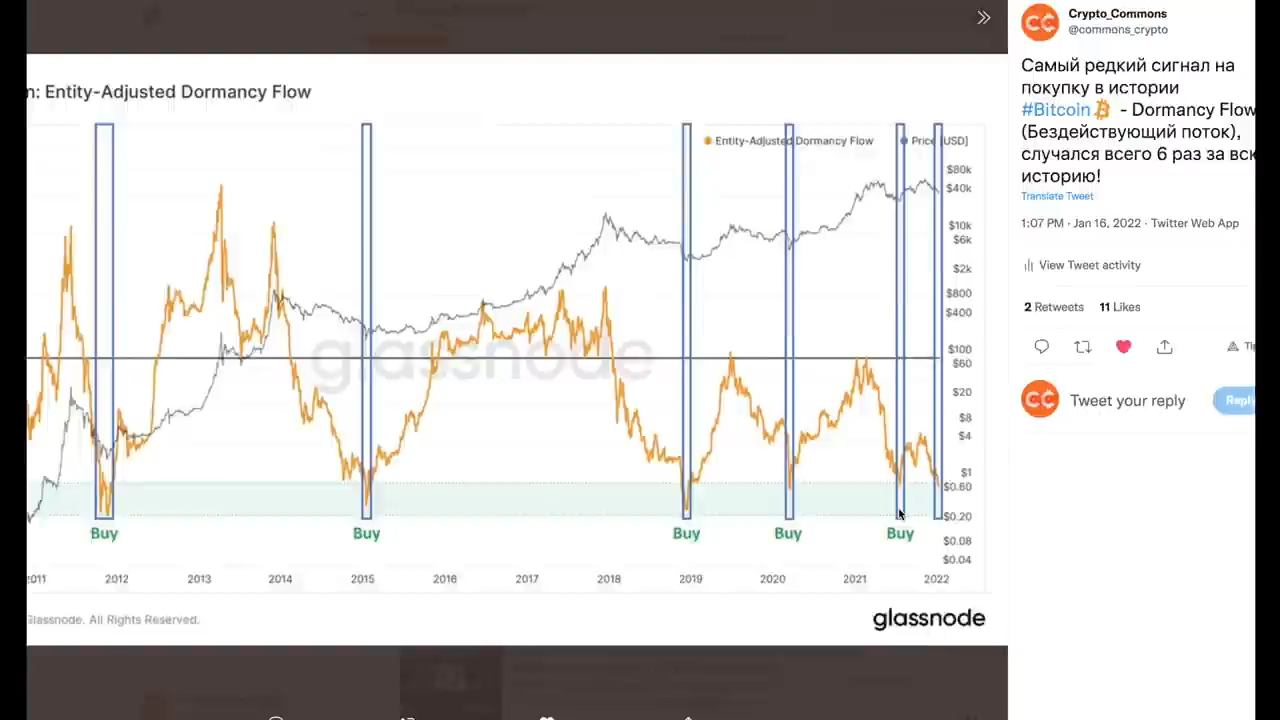 Crypto_Commons
@commons_crypto
Самый редкий сигнал на
покупку в истории
#Bitcoin - Dormancy Flow
(Бездействующий поток),
случался всего 6 раз за
историю!
Translate Tweet
1:07 PM · Jan 16, 2022 · Twitter Web App
View Tweet activity
2 Retweets 11 Likes
Tweet your reply
Reply
: Entity-Adjusted Dormancy Flow
Entity-Adjusted Dormancy Flow Price [USD]
$80k
$40k
$10k
$6k
$2k
$800
$400
$100
$60
$20
$8
$4
$1
$0.60
$0.20
$0.08
$0.04
glassnode
Buy Buy Buy Buy Buy
2011 2012 2013 2014 2015 2016 2017 2018 2019 2020 2021 2022
Glassnode. All Rights Reserved.
glassnode